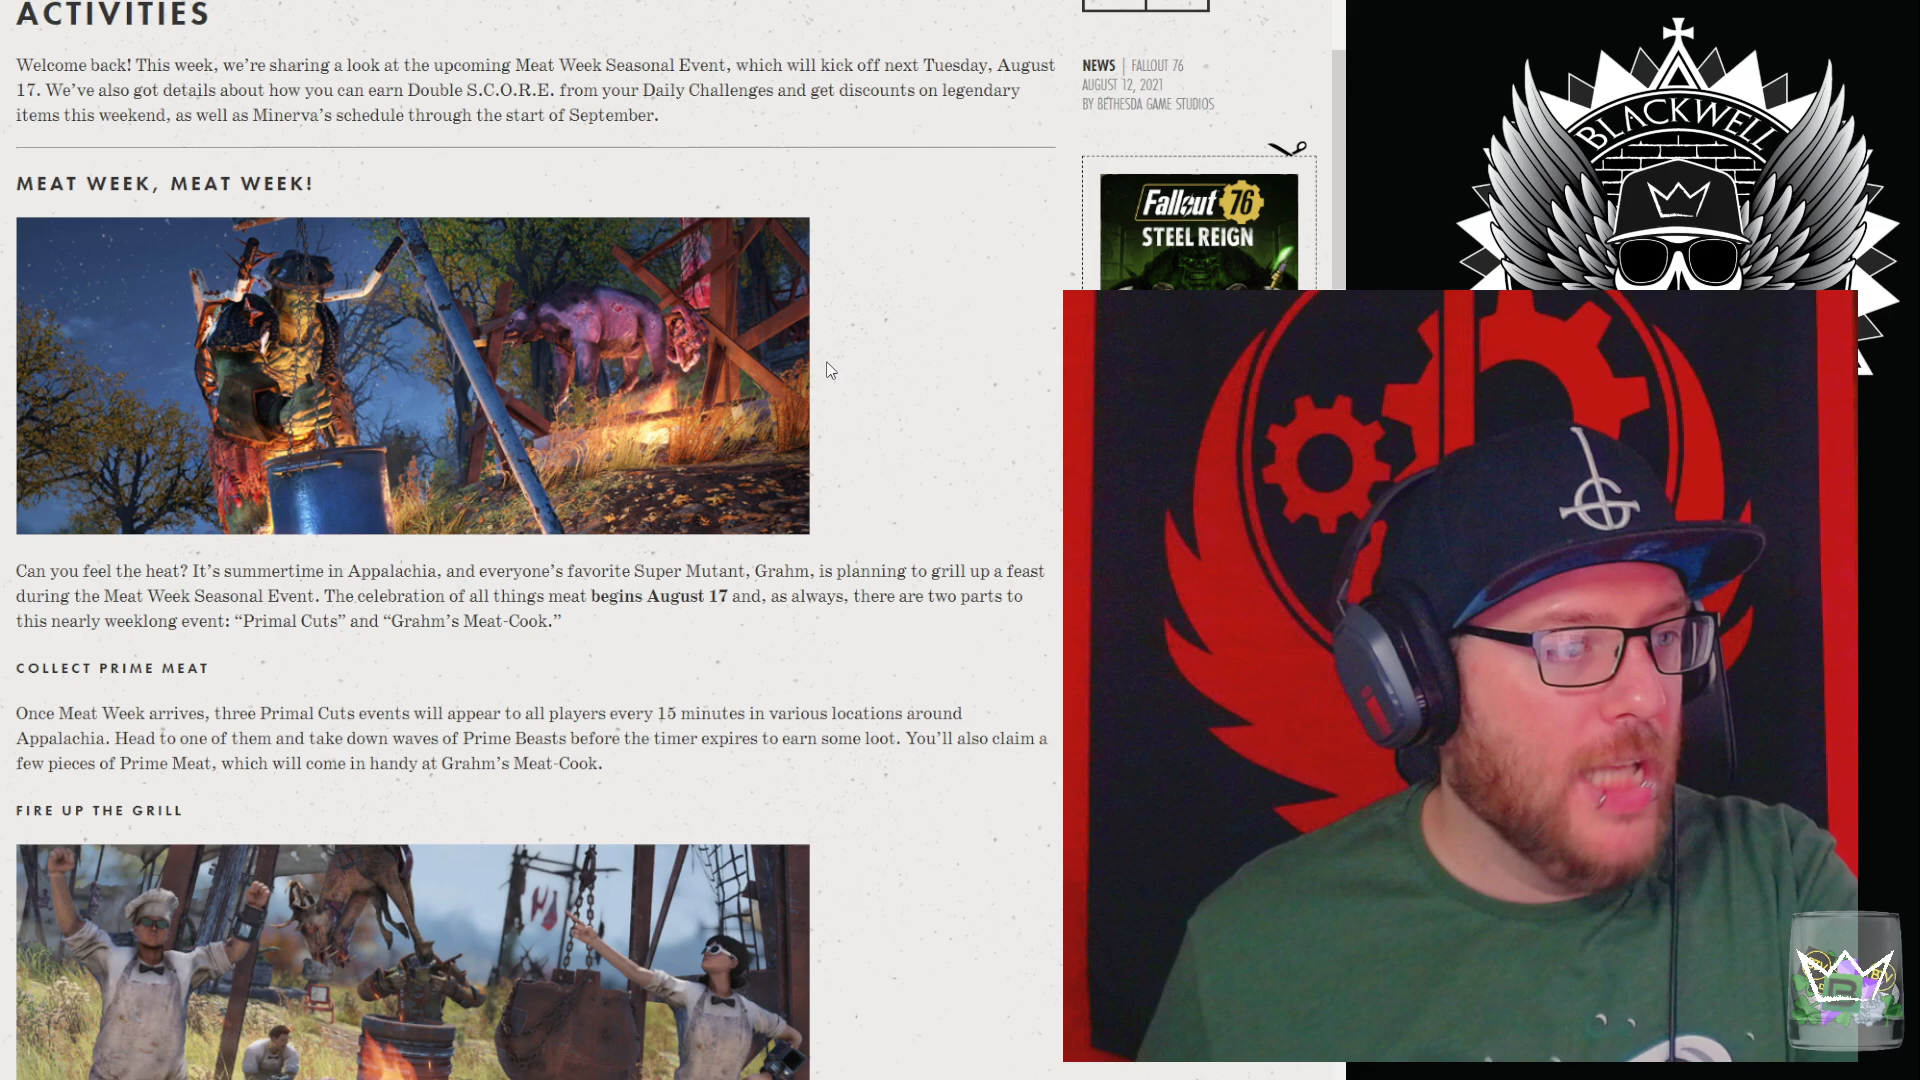 ACTIVITIES
Welcome back! This week, we're sharing a look at the upcoming Meat Week Seasonal Event, which will kick off next Tuesday, August
17. We've also got details about how you can earn Double S.C.O.R.E. from your Daily Challenges and get discounts on legendary
items this weekend, as well as Minerva's schedule through the start of September.
MEAT WEEK, MEAT WEEK!
Can you feel the heat? It's summertime in Appalachia, and everyone's favorite Super Mutant, Grahm, is planning to grill up a feast
during the Meat Week Seasonal Event. The celebration of all things meat begins August 17 and, as always, there are two parts to
this nearly weeklong event: “Primal Cuts” and “Grahm's Meat-Cook.”
COLLECT PRIME MEAT
Once Meat Week arrives, three Primal Cuts events will appear to all players every 15 minutes in various locations around
Appalachia. Head to one of them and take down waves of Prime Beasts before the timer expires to earn some loot. You'll also claim a
few pieces of Prime Meat, which will come in handy at Grahm's Meat-Cook.
FIRE UP THE GRILL
NEWS | FALLOUT 76
AUGUST 12, 2021
BY BETHESDA GAME STUDIOS
Fallout 76
STEEL REIGN
BLACKWELL